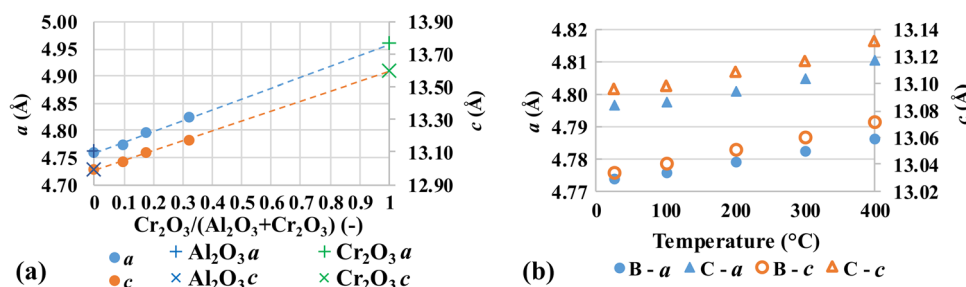 (a)
5.00
4.95
4.90
4.85
4.80
4.75
4.70
a (Å)
13.90
13.70
13.50
13.30
13.10
12.90
c (Å)
0 0.1 0.2 0.3 0.4 0.5 0.6 0.7 0.8 0.9 1
Cr₂O₃/(Al₂O₃+Cr₂O₃) (-)
a Al₂O₃ a Cr₂O₃ a
c Al₂O₃ c Cr₂O₃ c
(b)
4.82
4.81
4.80
4.79
4.78
4.77
a (Å)
13.14
13.12
13.10
13.08
13.06
13.04
13.02
c (Å)
0 100 200 300 400
Temperature (°C)
B - a C - a B - c C - c